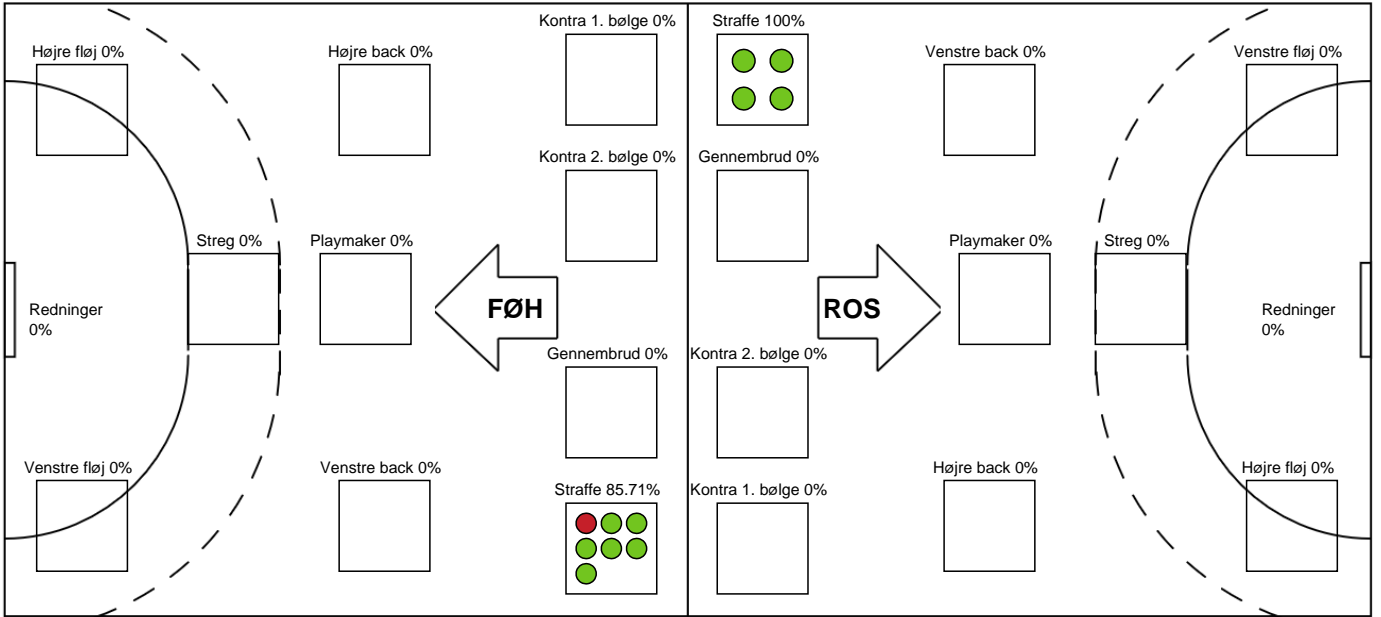 Kontra 1. bølge 0%
Straffe 100%
Højre fløj 0%
Højre back 0%
Venstre back 0%
Venstre fløj 0%
Kontra 2. bølge 0%
Gennembrud 0%
Streg 0%
Playmaker 0%
Playmaker 0%
Streg 0%
Redninger
0%
FØH
ROS
Redninger
0%
Gennembrud 0%
Kontra 2. bølge 0%
Venstre fløj 0%
Venstre back 0%
Højre back 0%
Højre fløj 0%
Straffe 85.71%
Kontra 1. bølge 0%